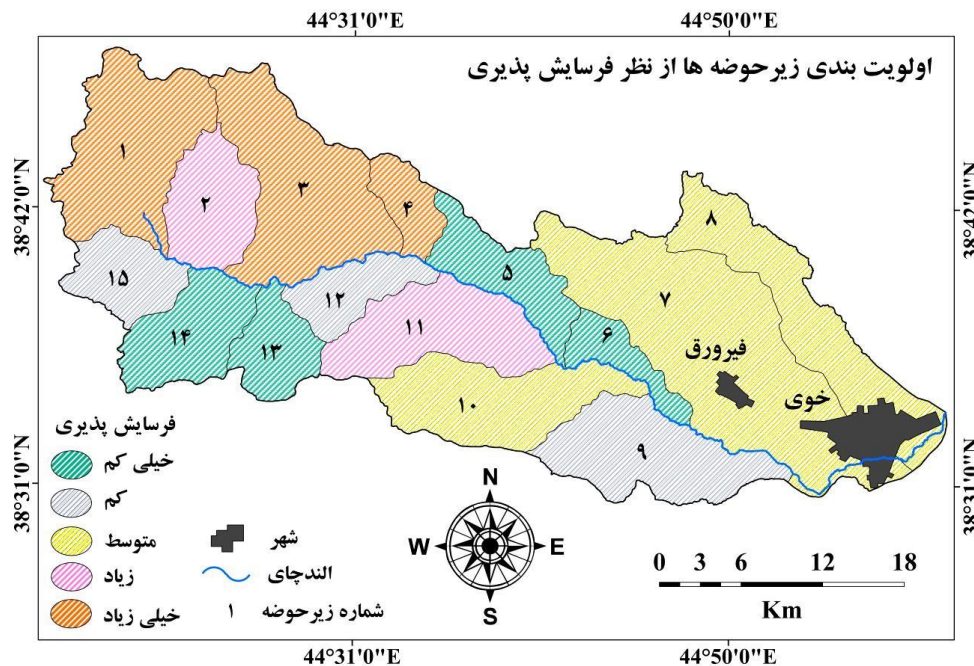 44°31'0"E 44°50'0"E
اولویت بندی زیرحوضه ها از نظر فرسایش پذیری
38°42'0"N 38°42'0"N
۱
۲
۳
۴
۵
۶
۷
۸
۹
۱۰
۱۱
۱۲
۱۳
۱۴
۱۵
فیرورق
خوی
38°31'0"N 38°31'0"N
فرسایش پذیری
خیلی کم
کم
متوسط
زیاد
خیلی زیاد
شهر
الندچای
۱ شماره زیرحوضه
N
W E
S
0 3 6 12 18
Km
44°31'0"E 44°50'0"E